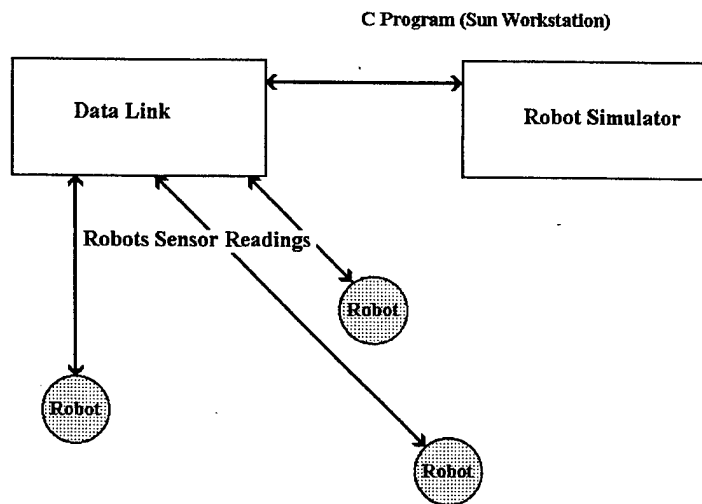 C Program (Sun Workstation)
Data Link
Robot Simulator
Robots Sensor Readings
Robot
Robot
Robot